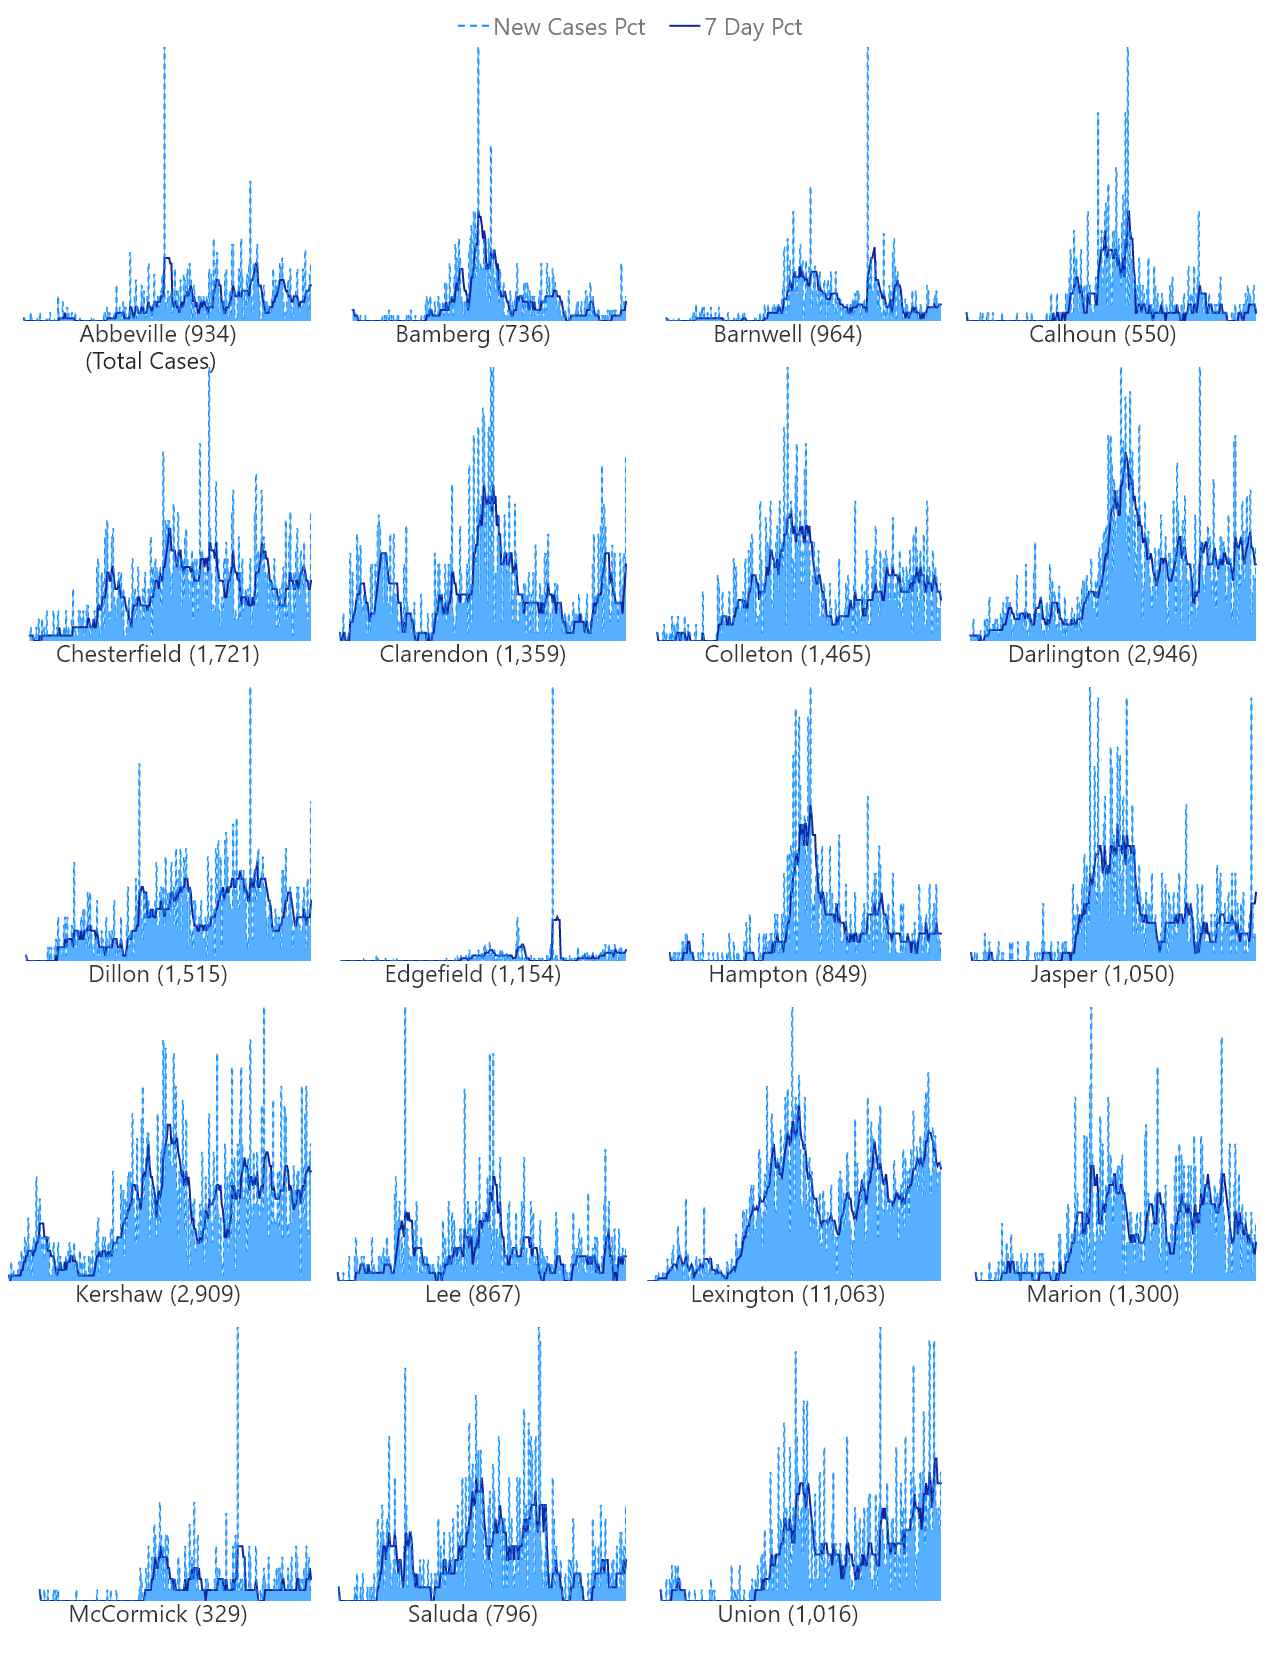 New Cases Pct 7 Day Pct
Abbeville (934)
(Total Cases)
Bamberg (736)
Barnwell (964)
Calhoun (550)
Chesterfield (1,721)
Clarendon (1,359)
Colleton (1,465)
Darlington (2,946)
Dillon (1,515)
Edgefield (1,154)
Hampton (849)
Jasper (1,050)
Kershaw (2,909)
Lee (867)
Lexington (11,063)
Marion (1,300)
McCormick (329)
Saluda (796)
Union (1,016)